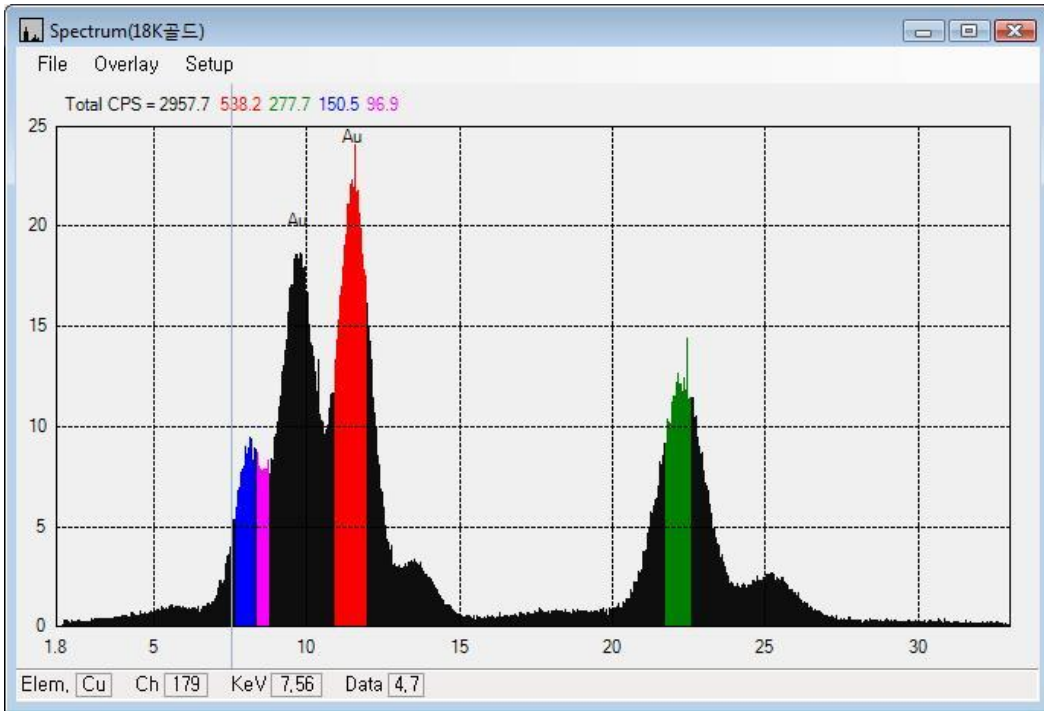 Spectrum(18K골드)
File Overlay Setup
Total CPS = 2957.7 538.2 277.7 150.5 96.9
25
Au
20
Au
15
10
5
0
1.8 5 10 15 20 25 30
Elem, Cu Ch 179 KeV 7,56 Data 4,7